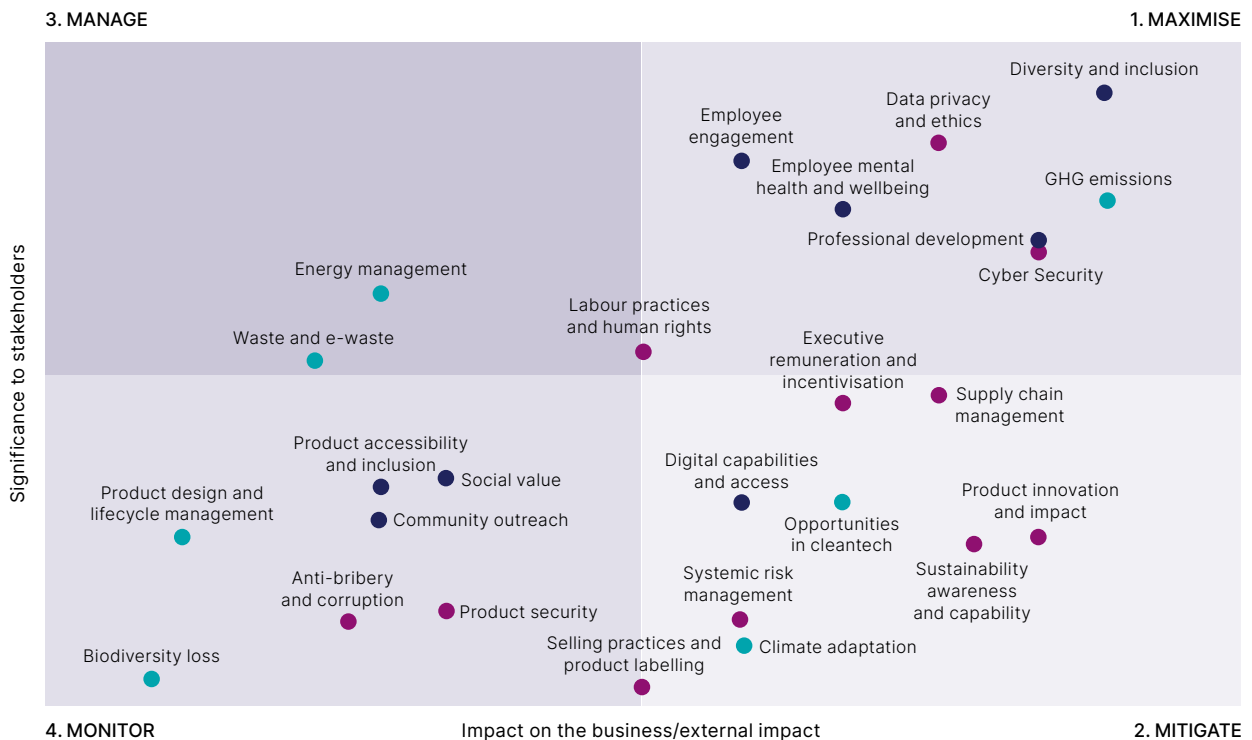 3. MANAGE
1. MAXIMISE
Diversity and inclusion
Data privacy
and ethics
Employee
engagement
Employee mental
health and wellbeing
GHG emissions
Professional development
Cyber Security
Energy management
Waste and e-waste
Labour practices
and human rights
Executive
remuneration and
incentivisation
Supply chain
management
Significance to stakeholders
Product accessibility
and inclusion
Social value
Community outreach
Product design and
lifecycle management
Digital capabilities
and access
Opportunities
in cleantech
Product innovation
and impact
Sustainability
awareness
and capability
Anti-bribery
and corruption
Product security
Systemic risk
management
Selling practices and
product labelling
Climate adaptation
Biodiversity loss
4. MONITOR
Impact on the business/external impact
2. MITIGATE